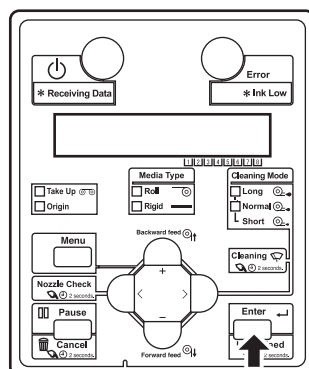 Error
* Receiving Data
* Ink Low
1 2 3 4 5 6 7 8
Media Type
Cleaning Mode
Take Up
Roll
Long
Origin
Rigid
Normal
Short
Menu
Backward feed
Cleaning
2 seconds.
+
Nozzle Check
2 seconds.
< >
Pause
Enter
–
Cancel
2 seconds.
Forward feed